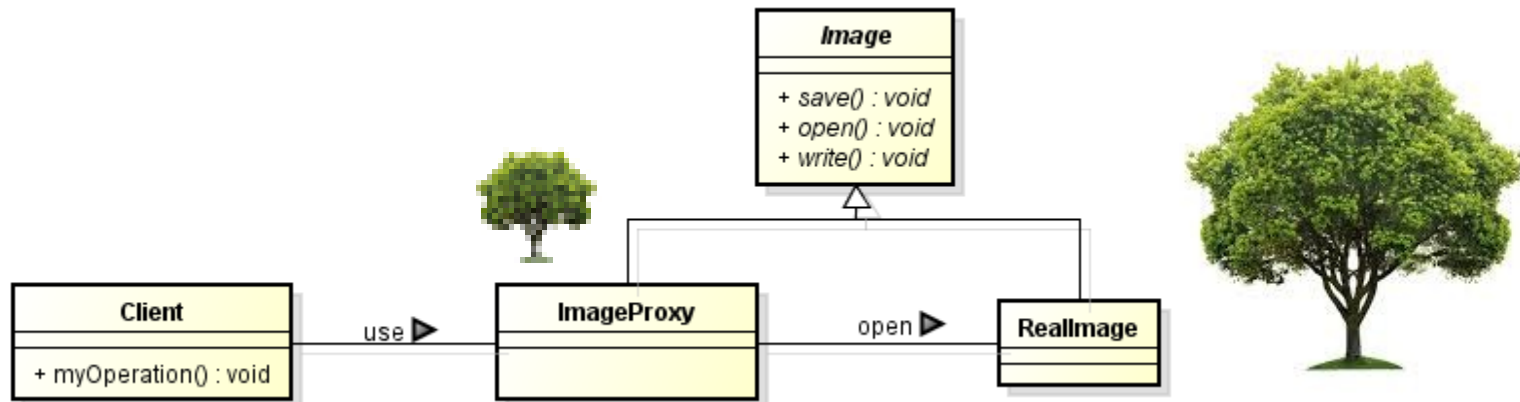 Image
+ save() : void
+ open() : void
+ write() : void
Client
+ myOperation() : void
use
ImageProxy
open
RealImage